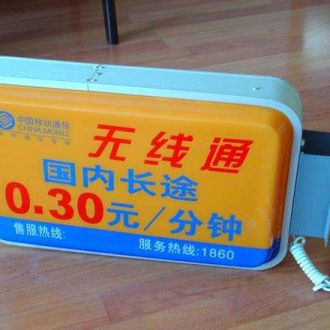 中国移动通信
CHINA MOBILE
无线通
国内长途
0.30元/分钟
售服热线:
服务热线:1860